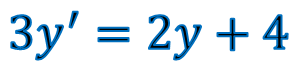 3y′ = 2y + 4